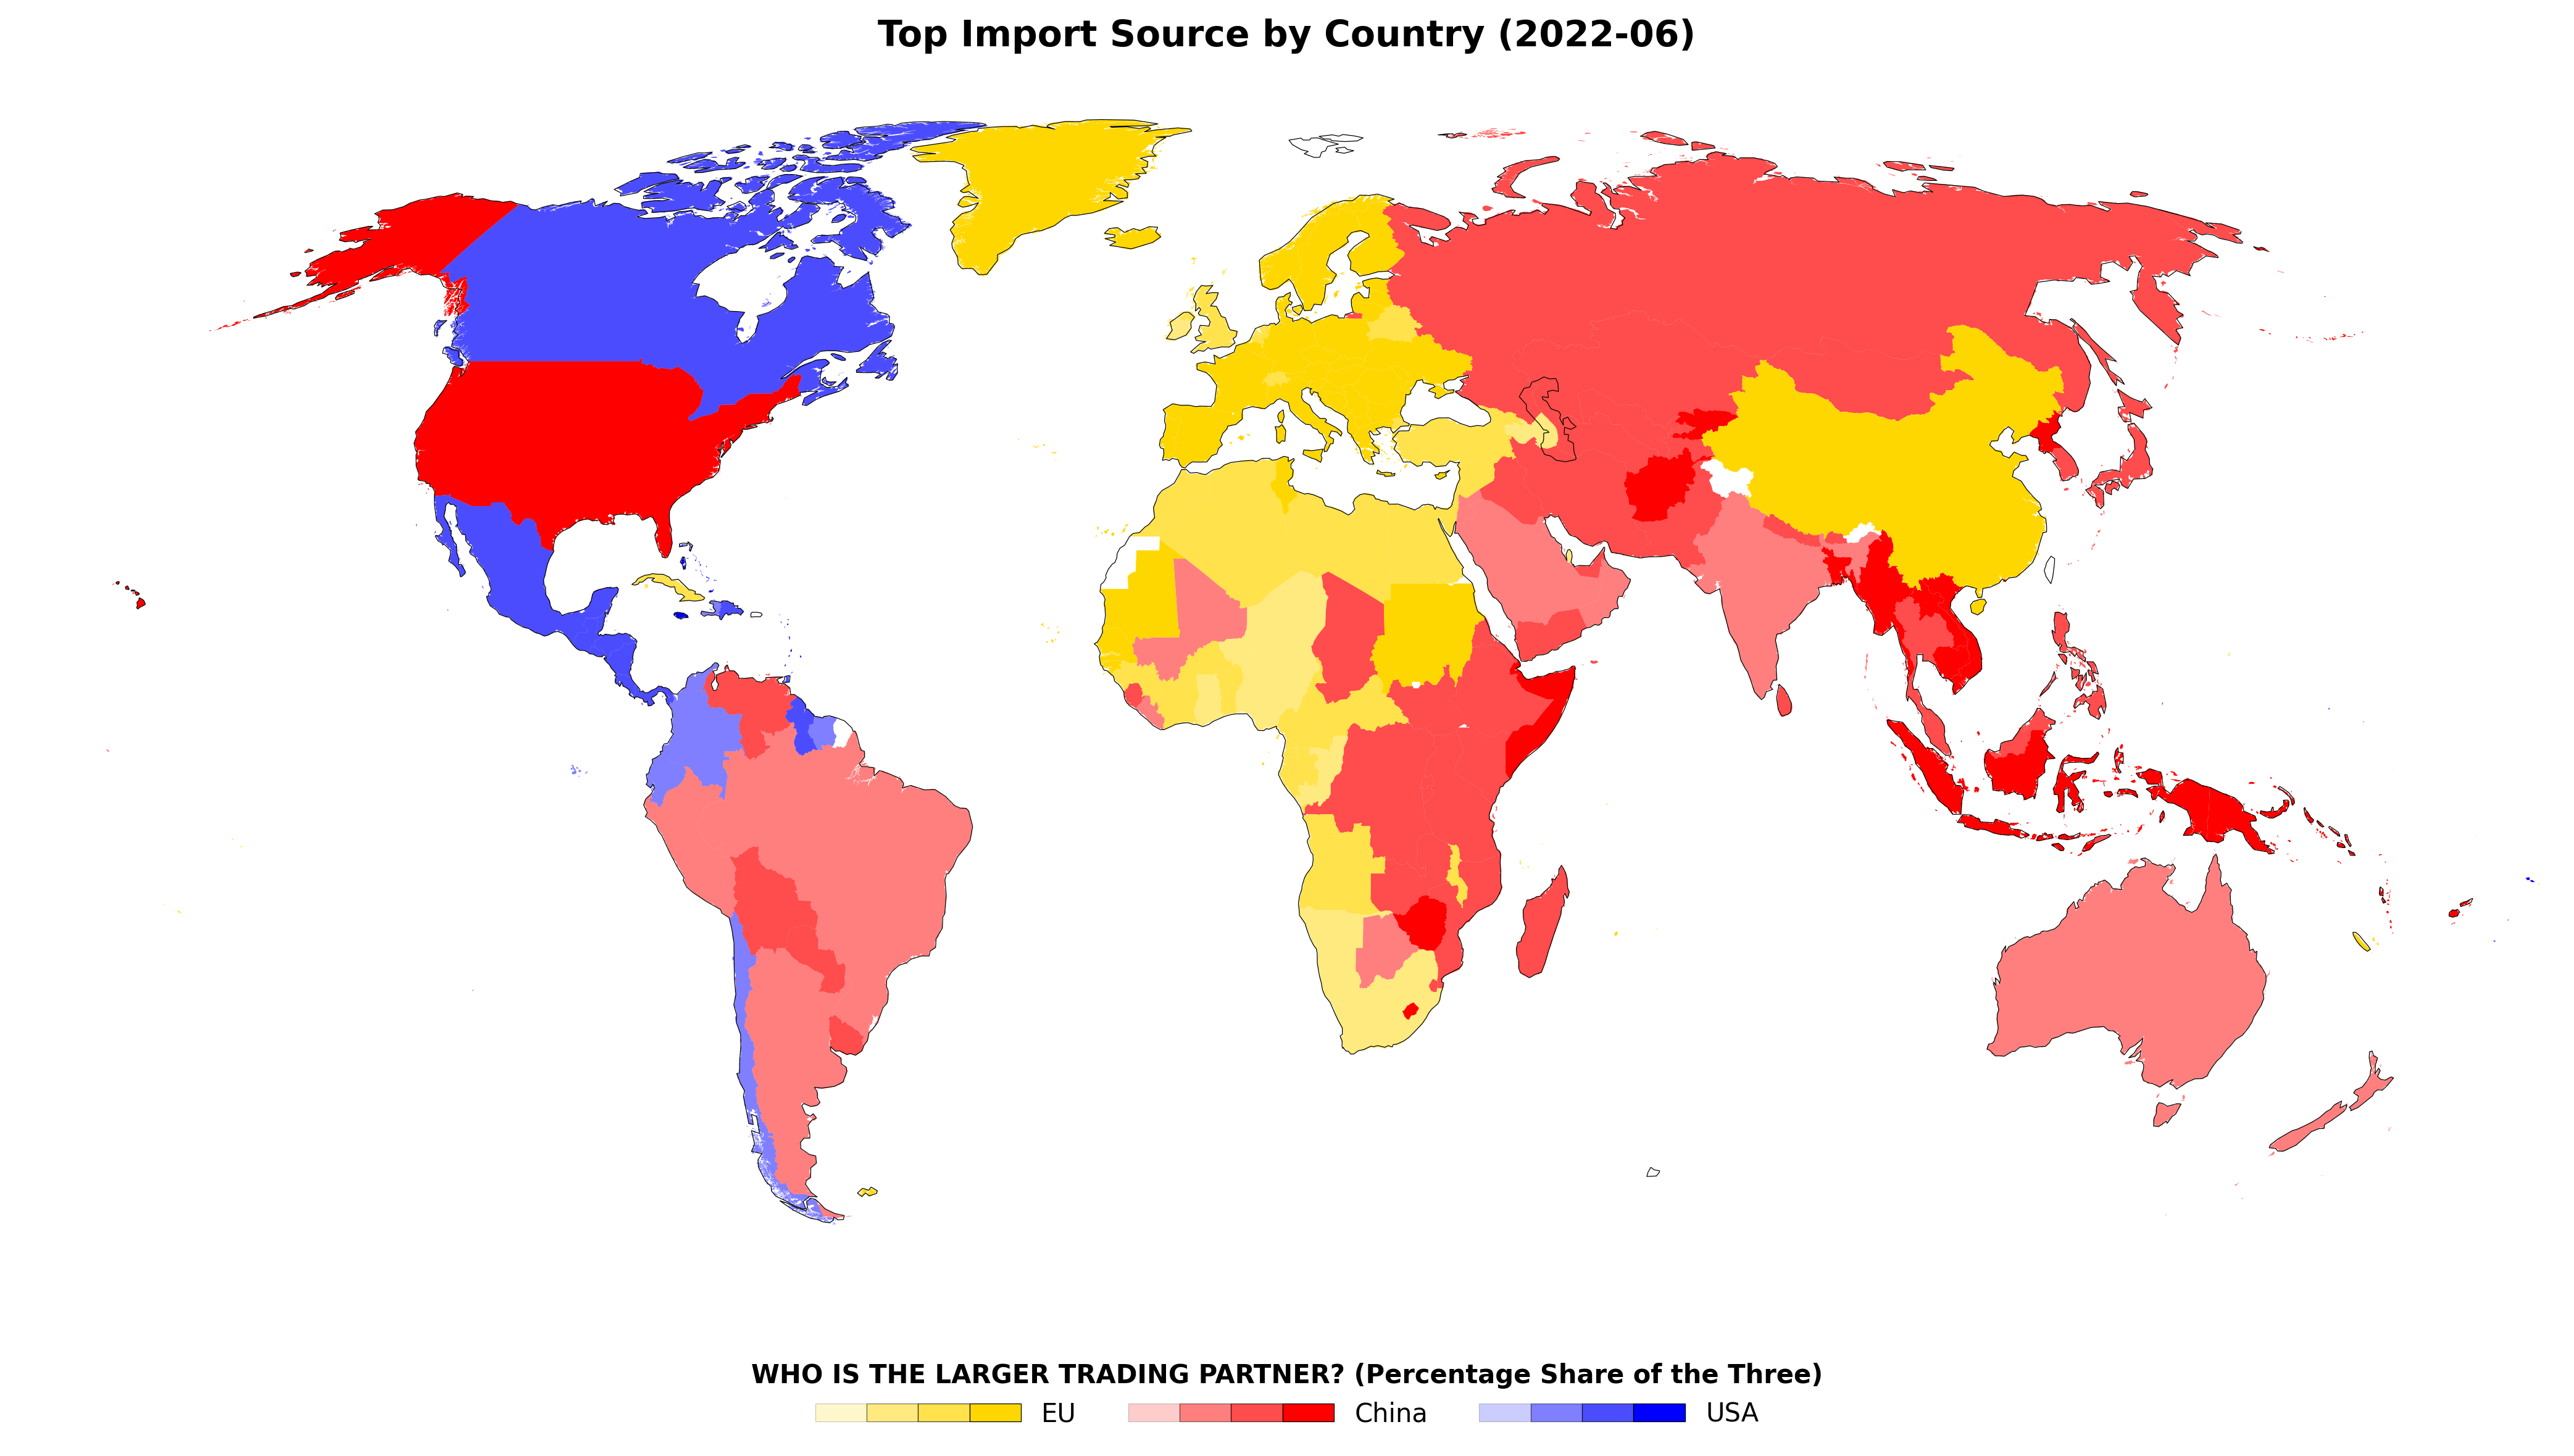 Top Import Source by Country (2022-06)
WHO IS THE LARGER TRADING PARTNER? (Percentage Share of the Three)
EU China USA